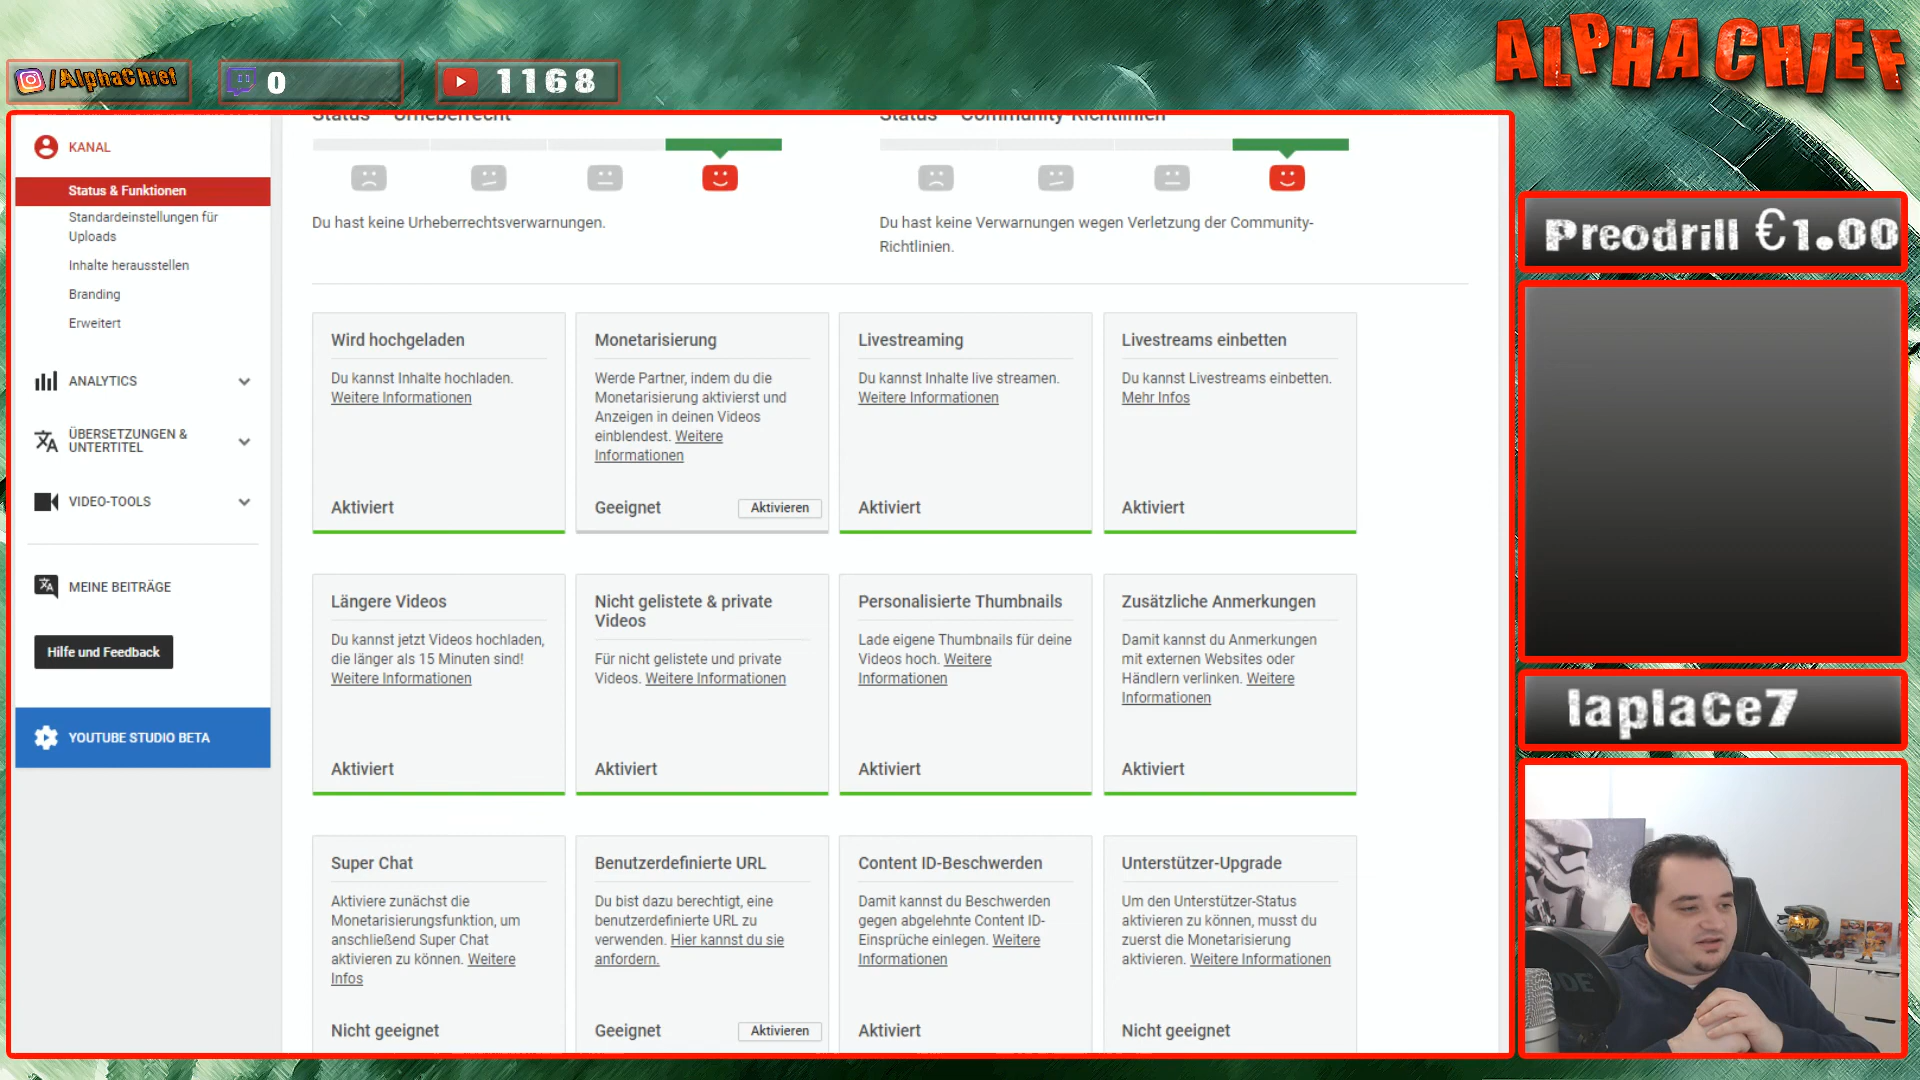 ALPHA CHIEF
/AlphaChief
0
1168
KANAL
Status & Funktionen
Standardeinstellungen für
Uploads
Inhalte herausstellen
Branding
Erweitert
ANALYTICS
ÜBERSETZUNGEN &
UNTERTITEL
VIDEO-TOOLS
MEINE BEITRÄGE
Hilfe und Feedback
YOUTUBE STUDIO BETA
Status Urheberrecht
Du hast keine Urheberrechtsverwarnungen.
Status Community-Richtlinien
Du hast keine Verwarnungen wegen Verletzung der Community-
Richtlinien.
Wird hochgeladen
Du kannst Inhalte hochladen.
Weitere Informationen
Aktiviert
Monetarisierung
Werde Partner, indem du die
Monetarisierung aktivierst und
Anzeigen in deinen Videos
einblendest. Weitere
Informationen
Geeignet
Aktivieren
Livestreaming
Du kannst Inhalte live streamen.
Weitere Informationen
Aktiviert
Livestreams einbetten
Du kannst Livestreams einbetten.
Mehr Infos
Aktiviert
Längere Videos
Du kannst jetzt Videos hochladen,
die länger als 15 Minuten sind!
Weitere Informationen
Aktiviert
Nicht gelistete & private
Videos
Für nicht gelistete und private
Videos. Weitere Informationen
Aktiviert
Personalisierte Thumbnails
Lade eigene Thumbnails für deine
Videos hoch. Weitere
Informationen
Aktiviert
Zusätzliche Anmerkungen
Damit kannst du Anmerkungen
mit externen Websites oder
Händlern verlinken. Weitere
Informationen
Aktiviert
Super Chat
Aktiviere zunächst die
Monetarisierungsfunktion, um
anschließend Super Chat
aktivieren zu können. Weitere
Infos
Nicht geeignet
Benutzerdefinierte URL
Du bist dazu berechtigt, eine
benutzerdefinierte URL zu
verwenden. Hier kannst du sie
anfordern.
Geeignet
Aktivieren
Content ID-Beschwerden
Damit kannst du Beschwerden
gegen abgelehnte Content ID-
Einsprüche einlegen. Weitere
Informationen
Aktiviert
Unterstützer-Upgrade
Um den Unterstützer-Status
aktivieren zu können, musst du
zuerst die Monetarisierung
aktivieren. Weitere Informationen
Nicht geeignet
Preodrill €1.00
laplace7